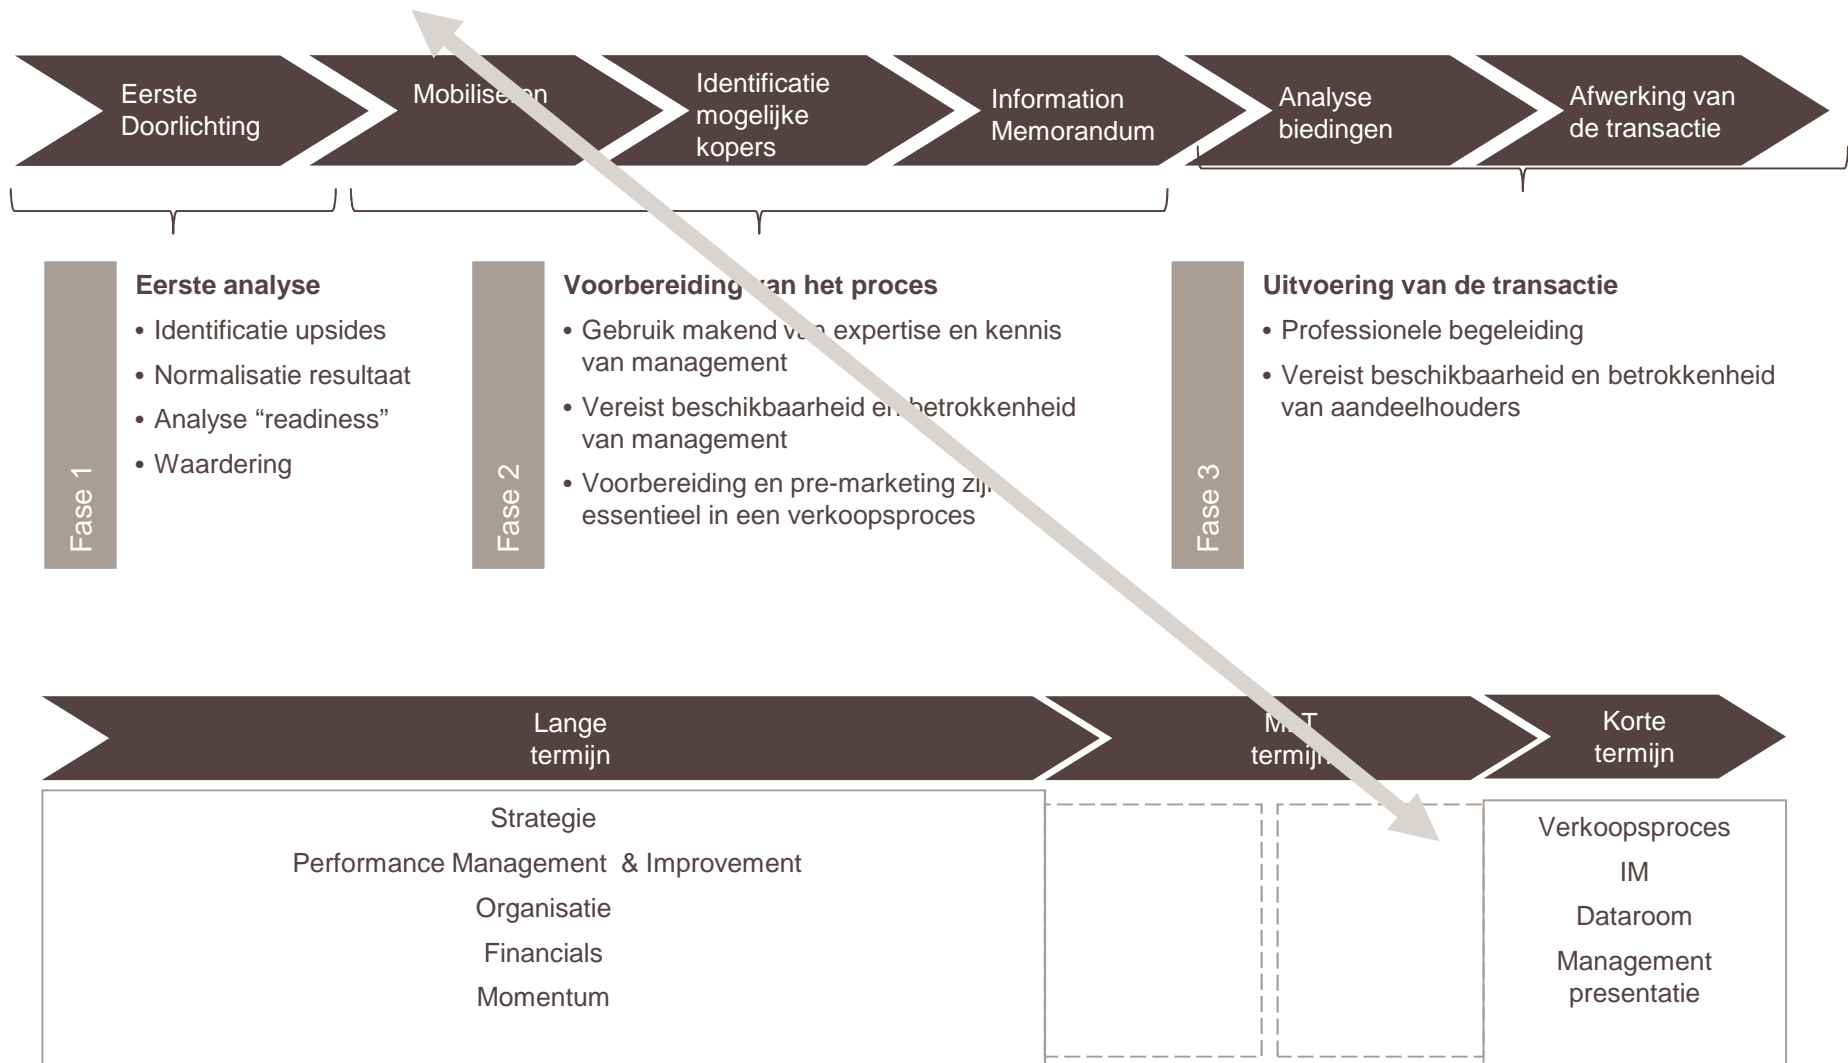 Eerste
Doorlichting
Mobiliseren
Identificatie
mogelijke
kopers
Information
Memorandum
Analyse
biedingen
Afwerking van
de transactie
Fase 1
Eerste analyse
• Identificatie upsides
• Normalisatie resultaat
• Analyse “readiness”
• Waardering
Fase 2
Voorbereiding van het proces
• Gebruik makend van expertise en kennis
van management
• Vereist beschikbaarheid en betrokkenheid
van management
• Voorbereiding en pre-marketing zijn
essentieel in een verkoopsproces
Fase 3
Uitvoering van de transactie
• Professionele begeleiding
• Vereist beschikbaarheid en betrokkenheid
van aandeelhouders
Lange
termijn
termijn
Korte
termijn
Strategie
Performance Management & Improvement
Organisatie
Financials
Momentum
Verkoopsproces
IM
Dataroom
Management
presentatie